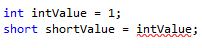 int intValue = 1;
short shortValue = intValue;